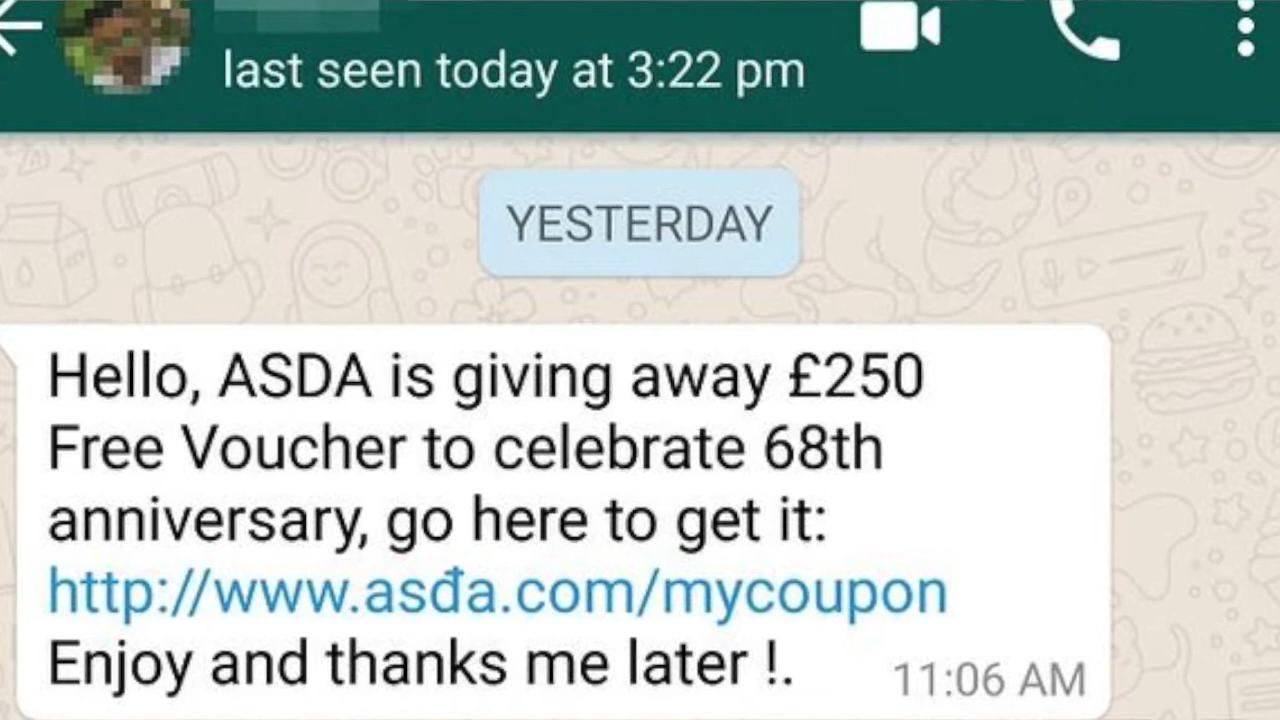 last seen today at 3:22 pm
YESTERDAY
Hello, ASDA is giving away £250
Free Voucher to celebrate 68th
anniversary, go here to get it:
http://www.asđa.com/mycoupon
Enjoy and thanks me later !.
11:06 AM